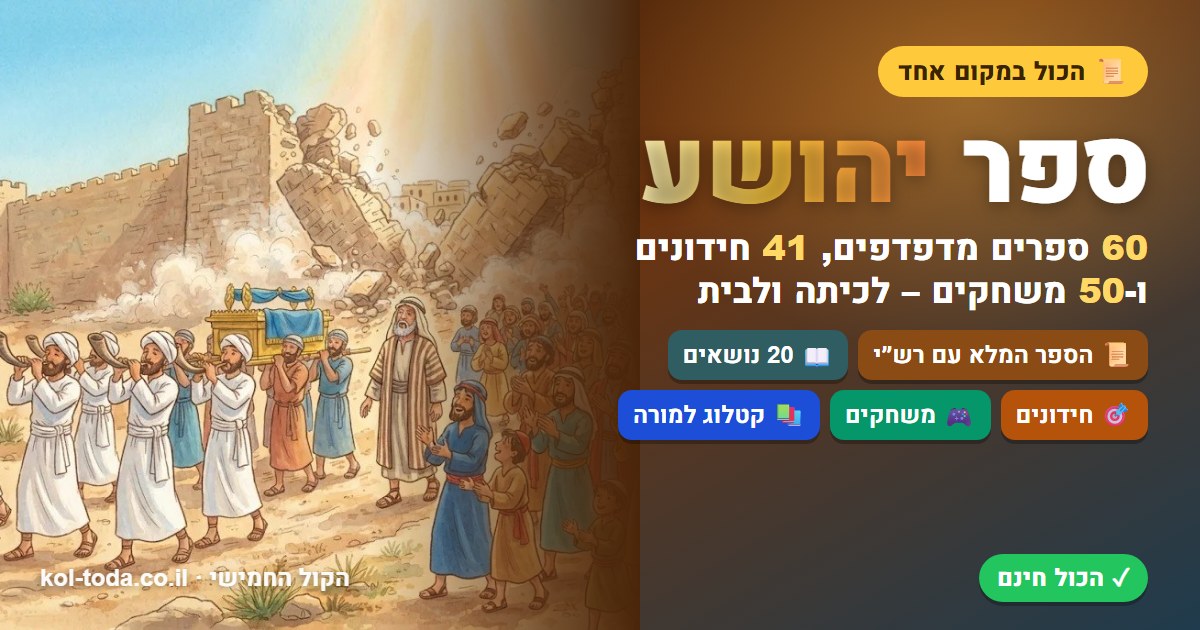 הכול במקום אחד
ספר יהושע
60 ספרים מדפדפים, 41 חידונים
ו-50 משחקים – לכיתה ולבית
הספר המלא עם רש״י
20 נושאים
חידונים
משחקים
קטלוג למורה
✓ הכול חינם
הקול החמישי · kol-toda.co.il